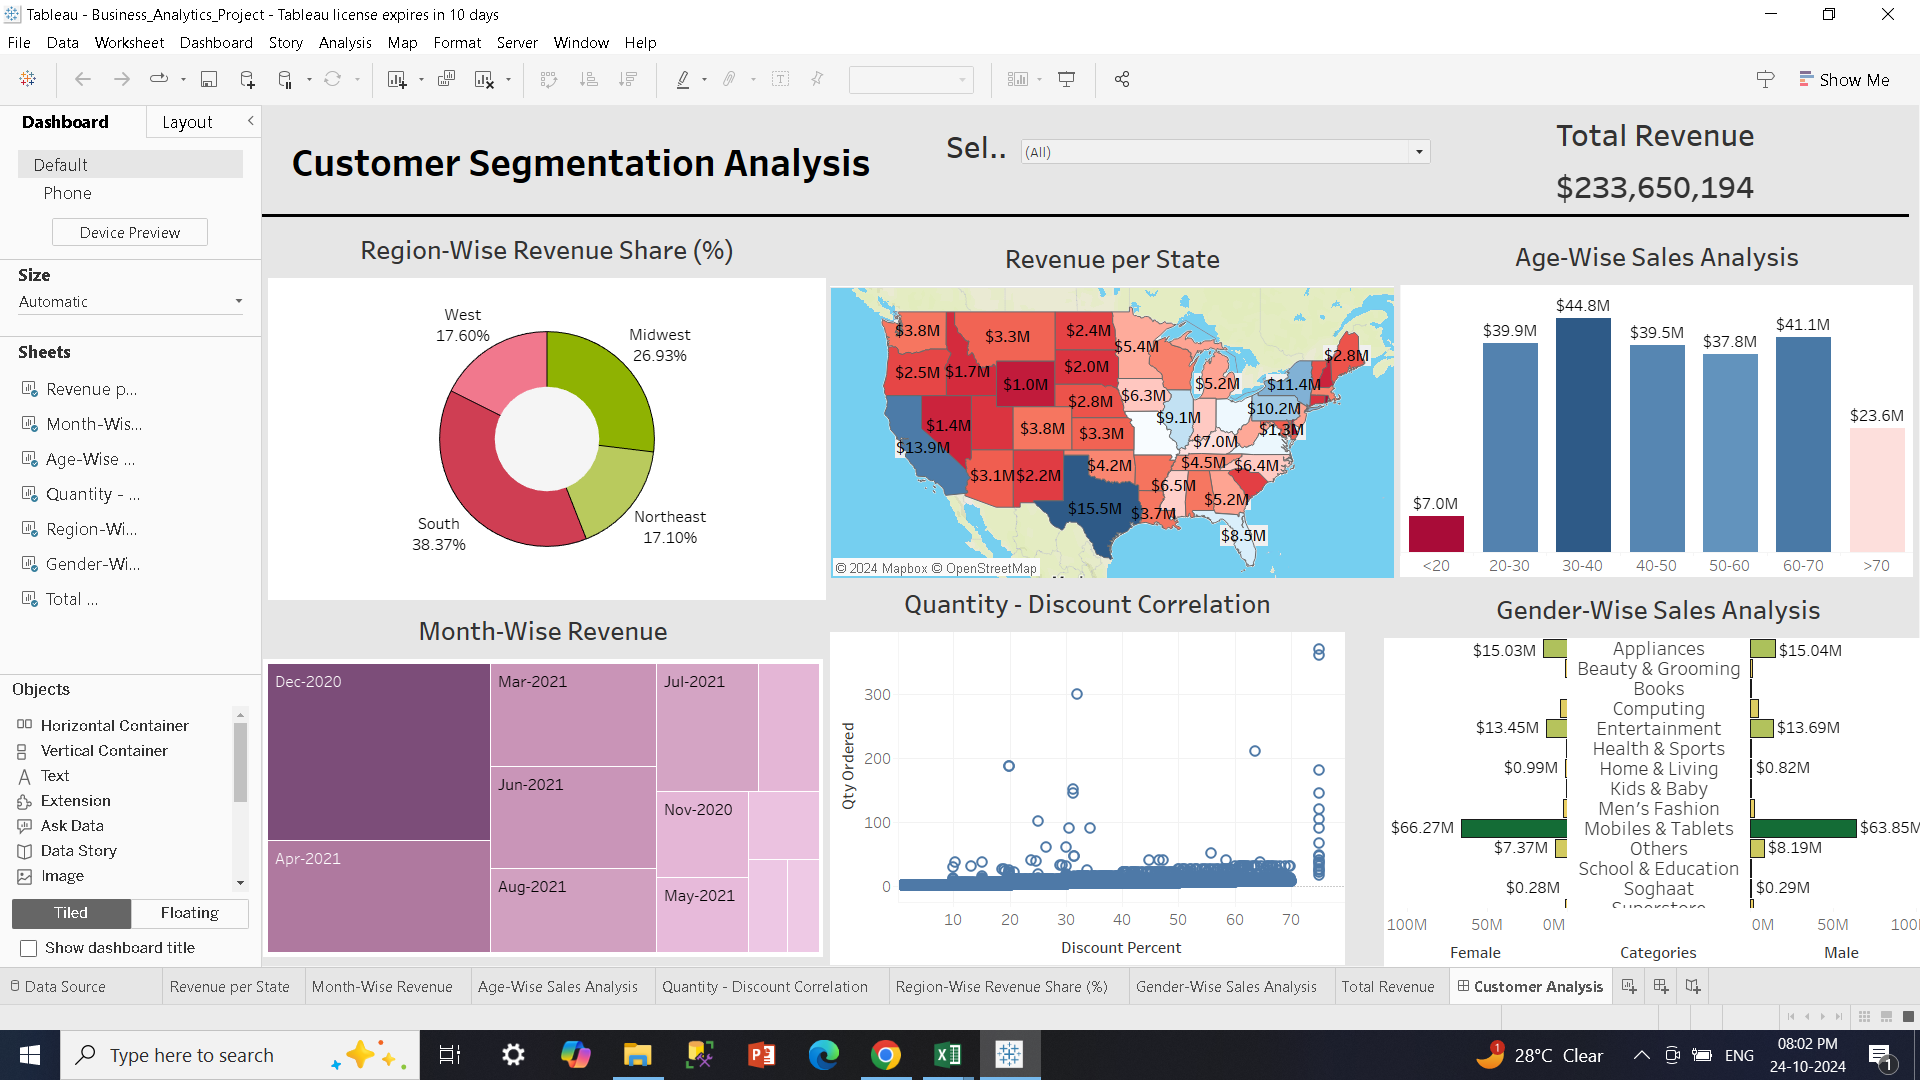 Tableau - Business_Analytics_Project - Tableau license expires in 10 days
File Data Worksheet Dashboard Story Analysis Map Format Server Window Help
Show Me
Dashboard
Layout
Default
Phone
Device Preview
Size
Automatic
Sheets
Revenue p...
Month-Wis...
Age-Wise ...
Quantity - ...
Region-Wi...
Gender-Wi...
Total ...
Objects
Horizontal Container
Vertical Container
Text
Extension
Ask Data
Data Story
Image
Tiled
Floating
Show dashboard title
Customer Segmentation Analysis
Sel..
(All)
Total Revenue
$233,650,194
Region-Wise Revenue Share (%)
West
17.60%
Midwest
26.93%
South
38.37%
Northeast
17.10%
Revenue per State
$3.8M
$3.3M
$2.4M
$5.4M
$2.8M
$2.5M
$1.7M
$1.0M
$2.0M
$5.2M
$11.4M
$2.8M
$6.3M
$9.1M
$10.2M
$1.4M
$13.9M
$3.8M
$3.3M
$7.0M
$1.3M
$3.1M
$2.2M
$4.2M
$4.5M
$6.4M
$6.5M
$5.2M
$15.5M
$3.7M
$8.5M
© 2024 Mapbox © OpenStreetMap
Age-Wise Sales Analysis
$7.0M
$39.9M
$44.8M
$39.5M
$37.8M
$41.1M
$23.6M
<20
20-30
30-40
40-50
50-60
60-70
>70
Month-Wise Revenue
Dec-2020
Apr-2021
Mar-2021
Jun-2021
Aug-2021
Jul-2021
Nov-2020
May-2021
Quantity - Discount Correlation
Qty Ordered
300
200
100
0
10 20 30 40 50 60 70
Discount Percent
Gender-Wise Sales Analysis
$15.03M Appliances $15.04M
Beauty & Grooming
Books
Computing
$13.45M Entertainment $13.69M
Health & Sports
$0.99M Home & Living $0.82M
Kids & Baby
Men's Fashion
$66.27M Mobiles & Tablets $63.85M
$7.37M Others $8.19M
School & Education
$0.28M Soghaat $0.29M
Superstore
100M 50M 0M 0M 50M 100
Female Categories Male
Data Source
Revenue per State
Month-Wise Revenue
Age-Wise Sales Analysis
Quantity - Discount Correlation
Region-Wise Revenue Share (%)
Gender-Wise Sales Analysis
Total Revenue
Customer Analysis
Type here to search
1
28°C Clear
ENG
08:02 PM
24-10-2024
1